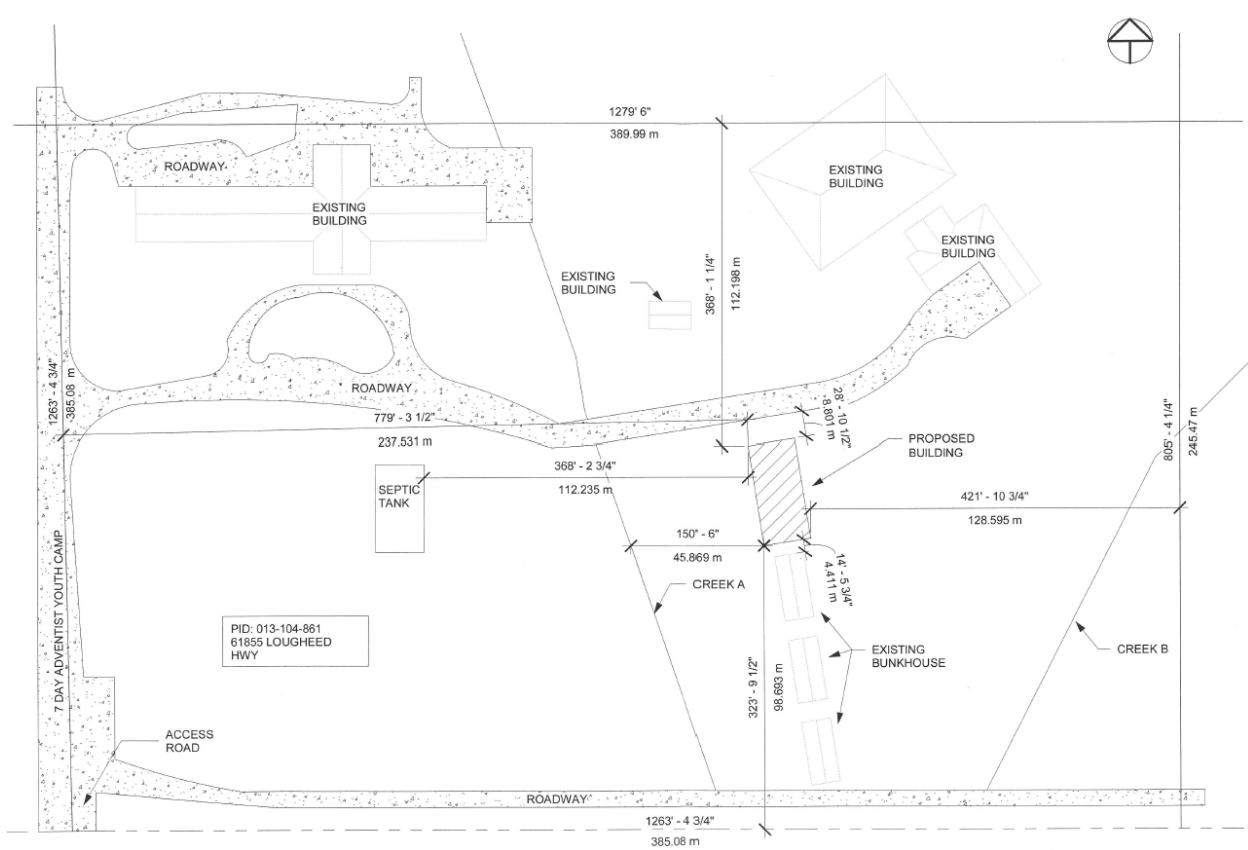 1279' 6"
389.99 m
ROADWAY
EXISTING
BUILDING
EXISTING
BUILDING
EXISTING
BUILDING
EXISTING
BUILDING
368' - 1 1/4"
112.198 m
1263' - 4 3/4"
385.08 m
ROADWAY
779' - 3 1/2"
237.531 m
28' - 10 1/2"
8.801 m
PROPOSED
BUILDING
805' - 4 1/4"
245.47 m
368' - 2 3/4"
112.235 m
SEPTIC
TANK
421' - 10 3/4"
128.595 m
150' - 6"
45.869 m
14' - 5 3/4"
4.411 m
CREEK A
7 DAY ADVENTIST YOUTH CAMP
PID: 013-104-861
61855 LOUGHEED
HWY
EXISTING
BUNKHOUSE
CREEK B
323' - 9 1/2"
98.693 m
ACCESS
ROAD
ROADWAY
1263' - 4 3/4"
385.08 m